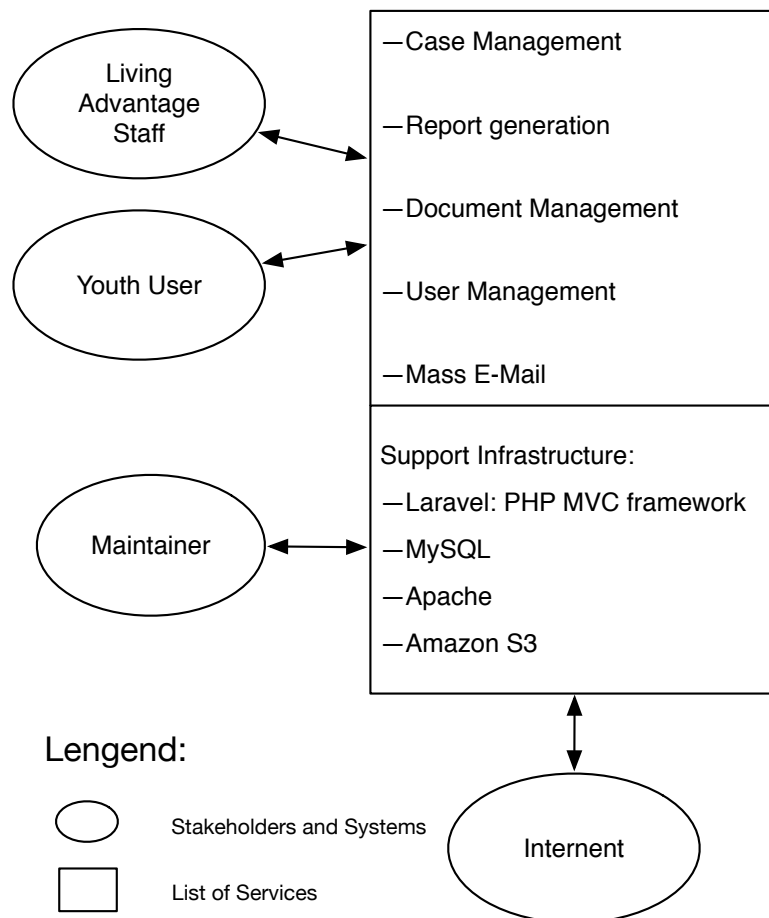 Living
Advantage
Staff
Youth User
—Case Management
—Report generation
—Document Management
—User Management
—Mass E-Mail
Maintainer
Support Infrastructure:
—Laravel: PHP MVC framework
—MySQL
—Apache
—Amazon S3
Lengend:
Stakeholders and Systems
List of Services
Internent